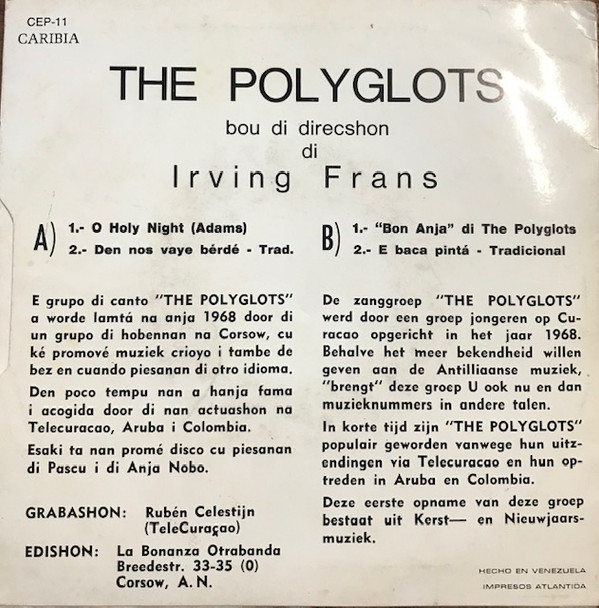 CEP-11
CARIBIA
THE POLYGLOTS
bou di direcshon
di
Irving Frans
A) 1.- O Holy Night (Adams)
2.- Den nos vaye bérdé - Trad.
B) 1.- "Bon Anja" di The Polyglots
2.- E baca pintá - Tradicional
E grupo di canto "THE POLYGLOTS"
a worde lamtá na anja 1968 door di
un grupo di hobennan na Corsow, cu
ké promové muziek crioyo i tambe de
bez en cuando piesanan di otro idioma.
Den poco tempu nan a hanja fama
i acogida door di nan actuashon na
Telecuracao, Aruba i Colombia.
Esaki ta nan promé disco cu piesanan
di Pascu i di Anja Nobo.
De zanggroep "THE POLYGLOTS"
werd door een groep jongeren op Cu-
racao opgericht in het jaar 1968.
Behalve het meer bekendheid willen
geven aan de Antilliaanse muziek,
"brengt" deze groep U ook nu en dan
muzieknummers in andere talen.
In korte tijd zijn "THE POLYGLOTS"
populair geworden vanwege hun uitz-
endingen via Telecuracao en hun op-
treden in Aruba en Colombia.
Deze eerste opname van deze groep
bestaat uit Kerst— en Nieuwjaars-
muziek.
GRABASHON: Rubén Celestijn
(TeleCuraçao)
EDISHON: La Bonanza Otrabanda
Breedestr. 33-35 (O)
Corsow, A. N.
HECHO EN VENEZUELA
IMPRESOS ATLANTIDA